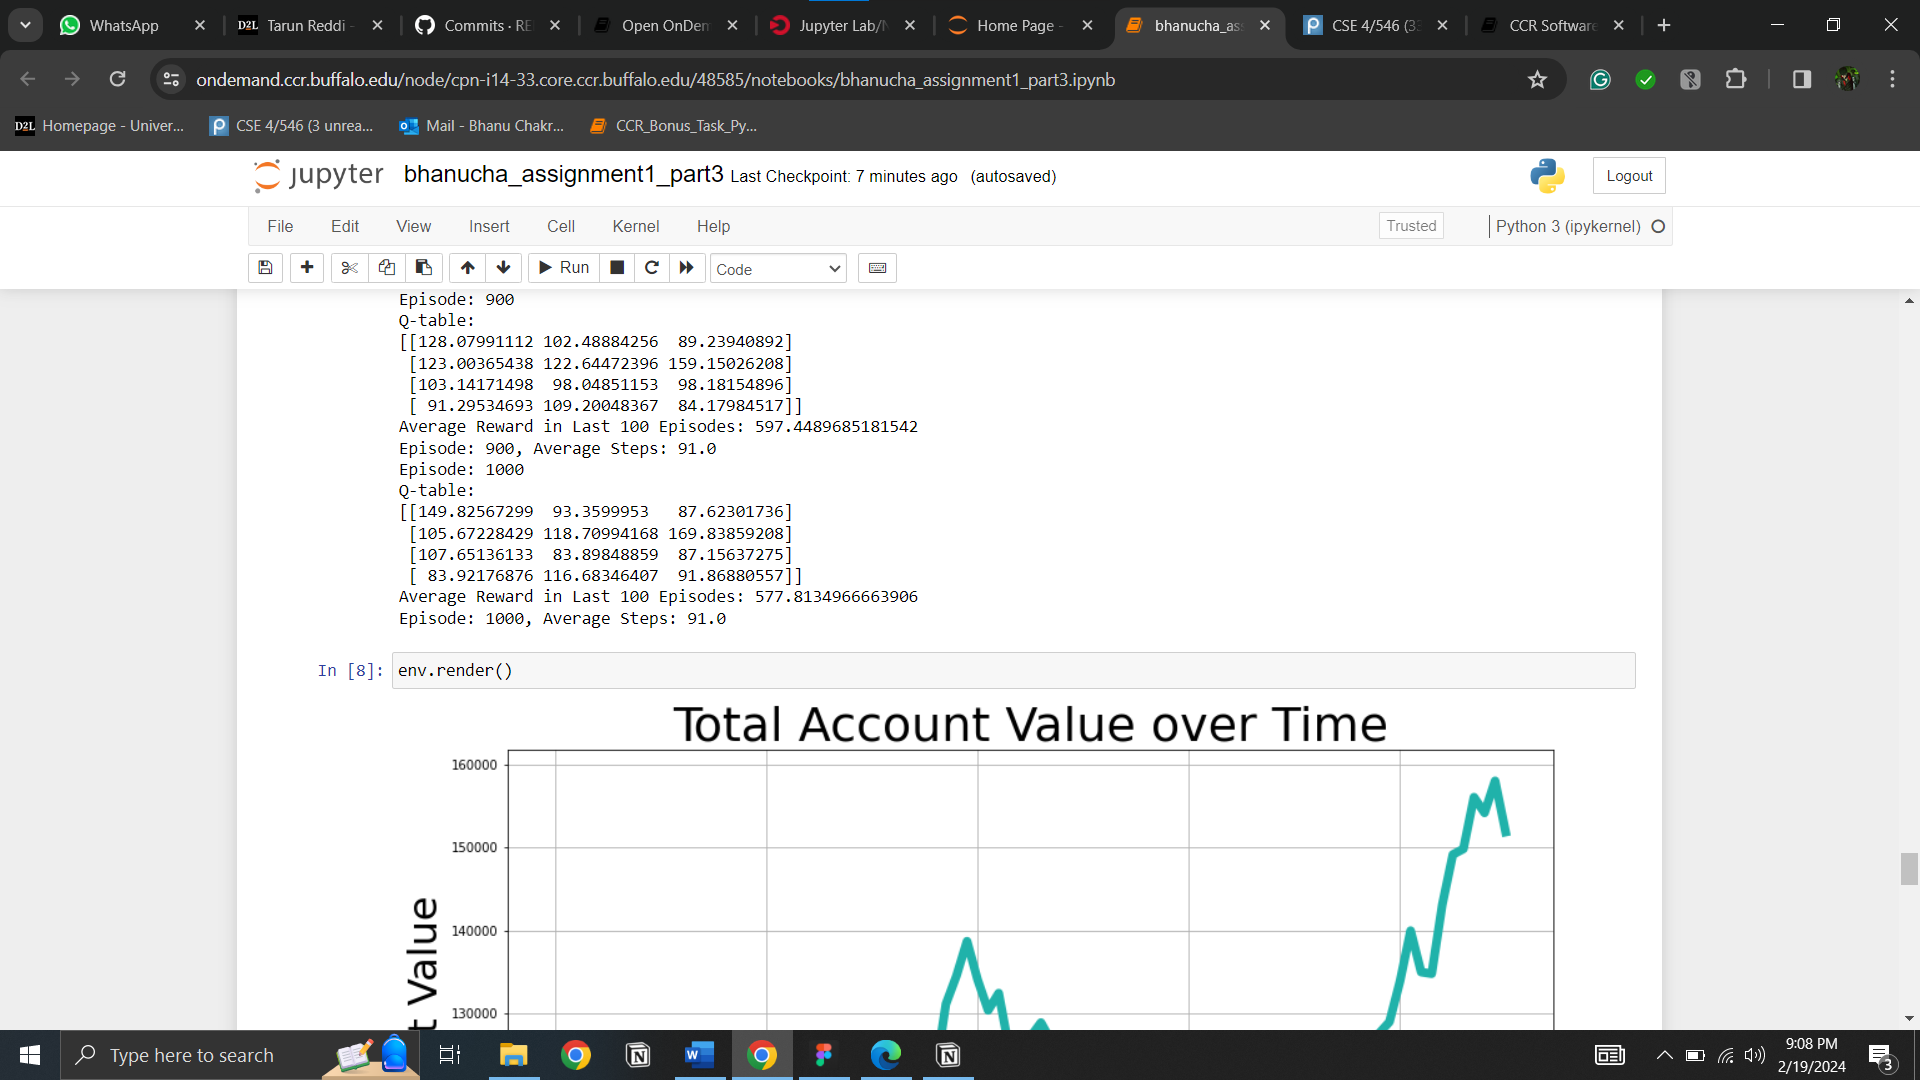 WhatsApp
D2L Tarun Reddi -
Commits · RE
Open OnDem
Jupyter Lab/N
Home Page -
bhanucha_as
CSE 4/546 (33
CCR Software
ondemand.ccr.buffalo.edu/node/cpn-i14-33.core.ccr.buffalo.edu/48585/notebooks/bhanucha_assignment1_part3.ipynb
D2L Homepage - Univer...
CSE 4/546 (3 unrea...
Mail - Bhanu Chakr...
CCR_Bonus_Task_Py...
jupyter bhanucha_assignment1_part3 Last Checkpoint: 7 minutes ago (autosaved)
Logout
File Edit View Insert Cell Kernel Help
Trusted
Python 3 (ipykernel)
Run
Code
Episode: 900
Q-table:
[[128.07991112 102.48884256  89.23940892]
 [123.00365438 122.64472396 159.15026208]
 [103.14171498  98.04851153  98.18154896]
 [ 91.29534693 109.20048367  84.17984517]]
Average Reward in Last 100 Episodes: 597.4489685181542
Episode: 900, Average Steps: 91.0
Episode: 1000
Q-table:
[[149.82567299  93.3599953   87.62301736]
 [105.67228429 118.70994168 169.83859208]
 [107.65136133  83.89848859  87.15637275]
 [ 83.92176876 116.68346407  91.86880557]]
Average Reward in Last 100 Episodes: 577.8134966663906
Episode: 1000, Average Steps: 91.0
In [8]: env.render()
Total Account Value over Time
160000
150000
140000
130000
t Value
Type here to search
9:08 PM
2/19/2024
3